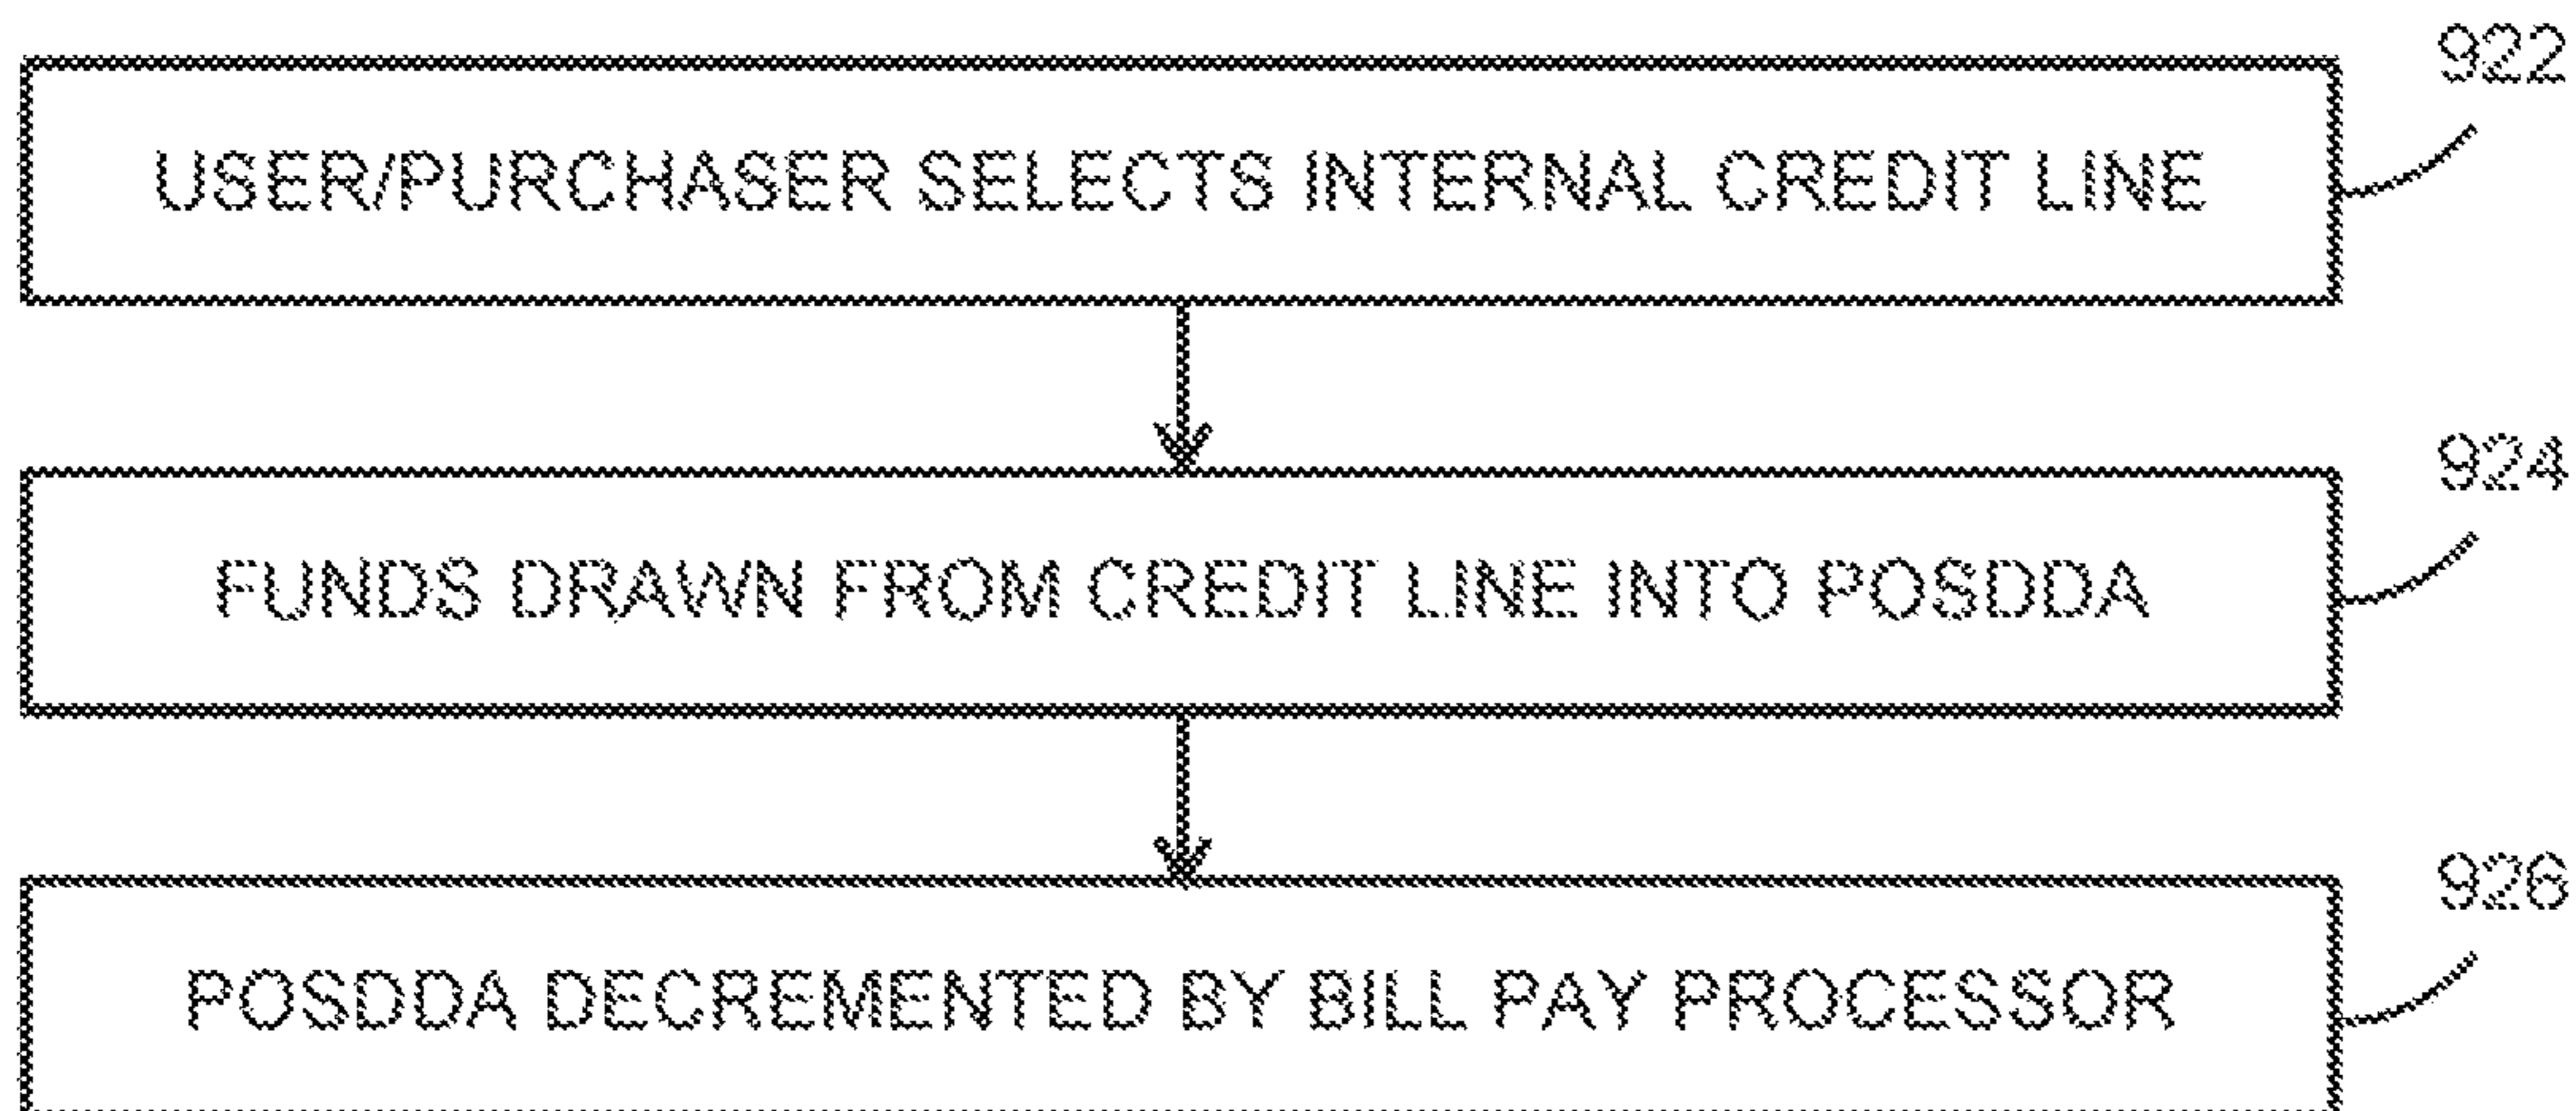 922
USER/PURCHASER SELECTS INTERNAL CREDIT LINE
924
FUNDS DRAWN FROM CREDIT LINE INTO POSDDA
926
POSDDA DECREMENTED BY BILL PAY PROCESSOR